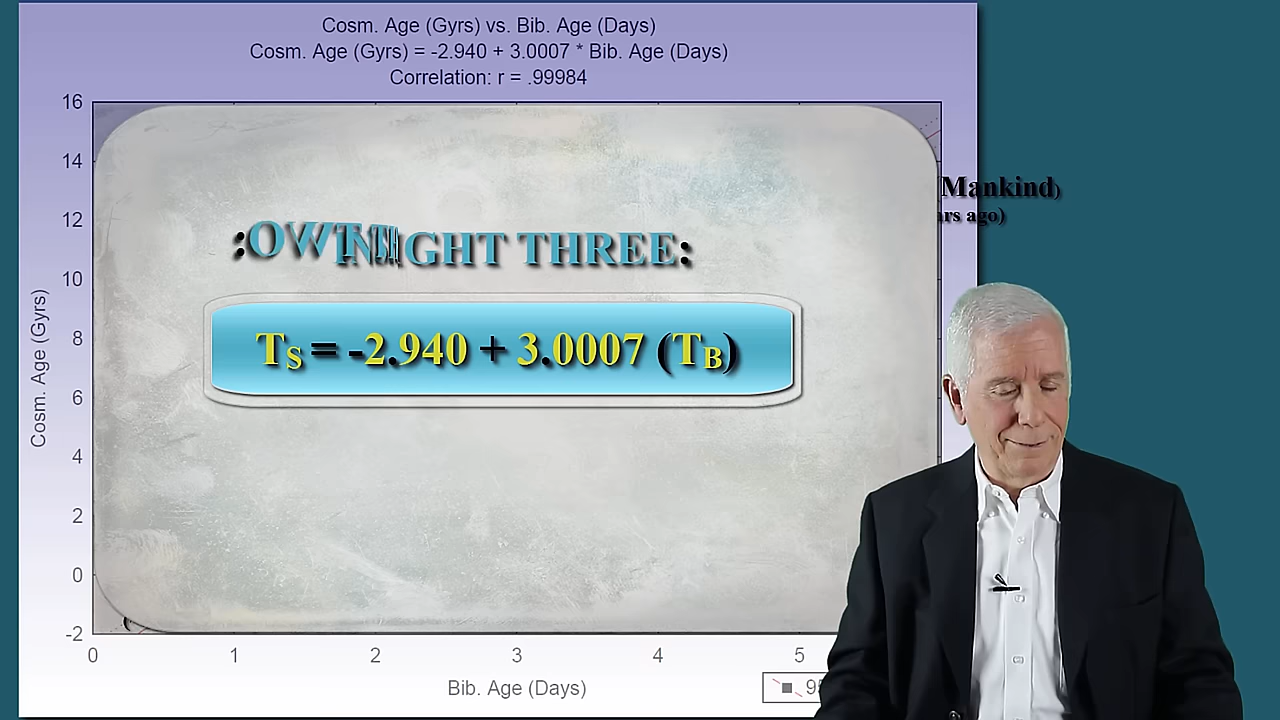 Cosm. Age (Gyrs) vs. Bib. Age (Days)
Cosm. Age (Gyrs) = -2.940 + 3.0007 * Bib. Age (Days)
Correlation: r = .99984
16
14
12
10
8
6
4
2
0
-2
Cosm. Age (Gyrs)
Mankind)
ago)
GHT THREE:
TS = -2.940 + 3.0007 (TB)
0 1 2 3 4 5
Bib. Age (Days)